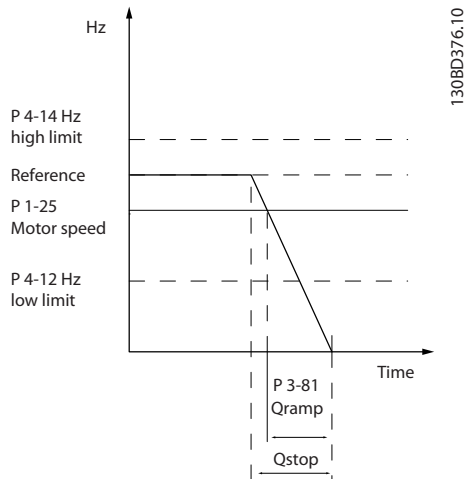 Hz
130BD376.10
P 4-14 Hz
high limit
Reference
P 1-25
Motor speed
P 4-12 Hz
low limit
Time
P 3-81
Qramp
Qstop